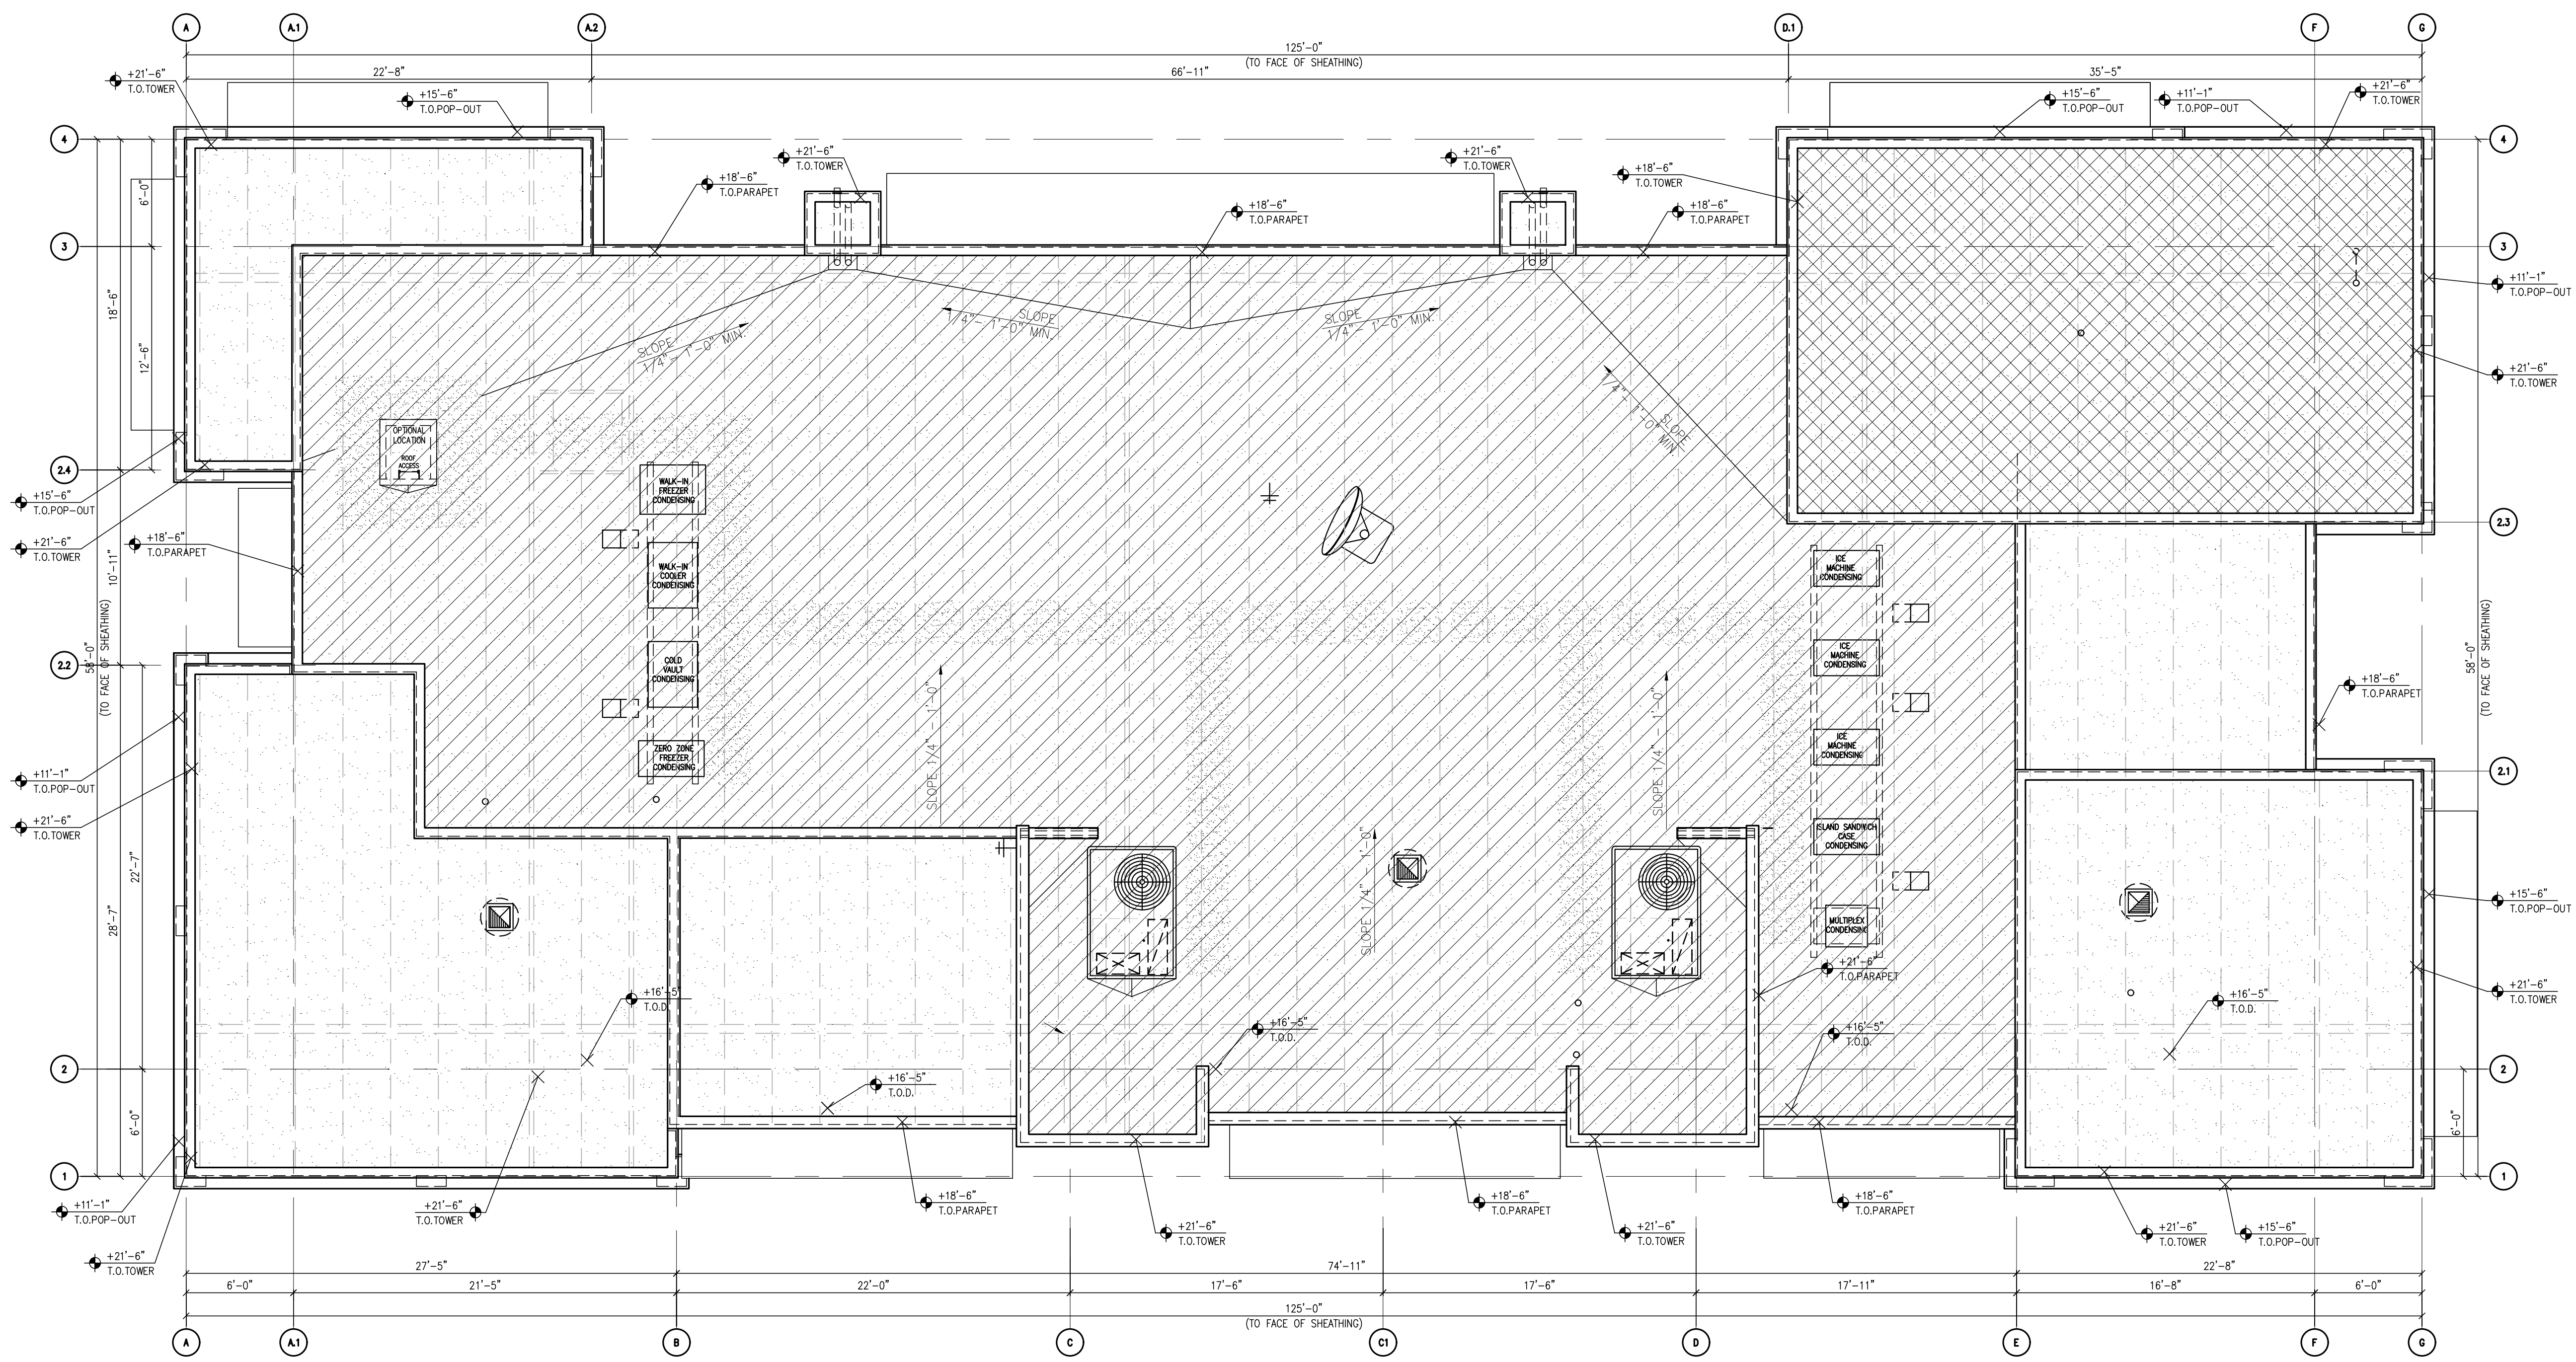 A
A.1
A.2
D.1
F
G
125'-0"
(TO FACE OF SHEATHING)
22'-8"
66'-11"
35'-5"
+21'-6"
T.O.TOWER
+15'-6"
T.O.POP-OUT
+15'-6"
T.O.POP-OUT
+11'-1"
T.O.POP-OUT
+21'-6"
T.O.TOWER
4
4
+21'-6"
T.O.TOWER
+21'-6"
T.O.TOWER
+18'-6"
T.O.PARAPET
+18'-6"
T.O.TOWER
+18'-6"
T.O.PARAPET
+18'-6"
T.O.PARAPET
6'-0"
3
3
18'-6"
12'-6"
+11'-1"
T.O.POP-OUT
SLOPE
1/4"- 1'-0" MIN.
SLOPE
1/4"- 1'-0" MIN.
SLOPE
1/4"- 1'-0" MIN.
SLOPE
1/4"- 1'-0" MIN.
+21'-6"
T.O.TOWER
OPTIONAL
LOCATION
ROOF
ACCESS
2.4
+15'-6"
T.O.POP-OUT
WALK-IN
FREEZER
CONDENSING
2.3
+21'-6"
T.O.TOWER
+18'-6"
T.O.PARAPET
10'-11"
WALK-IN
COOLER
CONDENSING
ICE
MACHINE
CONDENSING
58'-0"
(TO FACE OF SHEATHING)
58'-0"
(TO FACE OF SHEATHING)
2.2
COLD
VAULT
CONDENSING
ICE
MACHINE
CONDENSING
+18'-6"
T.O.PARAPET
SLOPE 1/4" - 1'-0"
SLOPE 1/4" - 1'-0"
ZERO ZONE
FREEZER
CONDENSING
ICE
MACHINE
CONDENSING
2.1
+11'-1"
T.O.POP-OUT
+21'-6"
T.O.TOWER
ISLAND SANDWICH
CASE
CONDENSING
SLOPE 1/4" - 1'-0"
22'-7"
28'-7"
+15'-6"
T.O.POP-OUT
MULTIPLEX
CONDENSING
+21'-6"
T.O.PARAPET
+16'-5"
T.O.D.
+16'-5"
T.O.D.
+21'-6"
T.O.TOWER
+16'-5"
T.O.D.
+16'-5"
T.O.D.
2
2
+16'-5"
T.O.D.
6'-0"
6'-0"
1
1
+11'-1"
T.O.POP-OUT
+21'-6"
T.O.TOWER
+18'-6"
T.O.PARAPET
+18'-6"
T.O.PARAPET
+18'-6"
T.O.PARAPET
+21'-6"
T.O.TOWER
+21'-6"
T.O.TOWER
+21'-6"
T.O.TOWER
+15'-6"
T.O.POP-OUT
+21'-6"
T.O.TOWER
27'-5"
74'-11"
22'-8"
6'-0"
21'-5"
22'-0"
17'-6"
17'-6"
17'-11"
16'-8"
6'-0"
125'-0"
(TO FACE OF SHEATHING)
A
A.1
B
C
C1
D
E
F
G